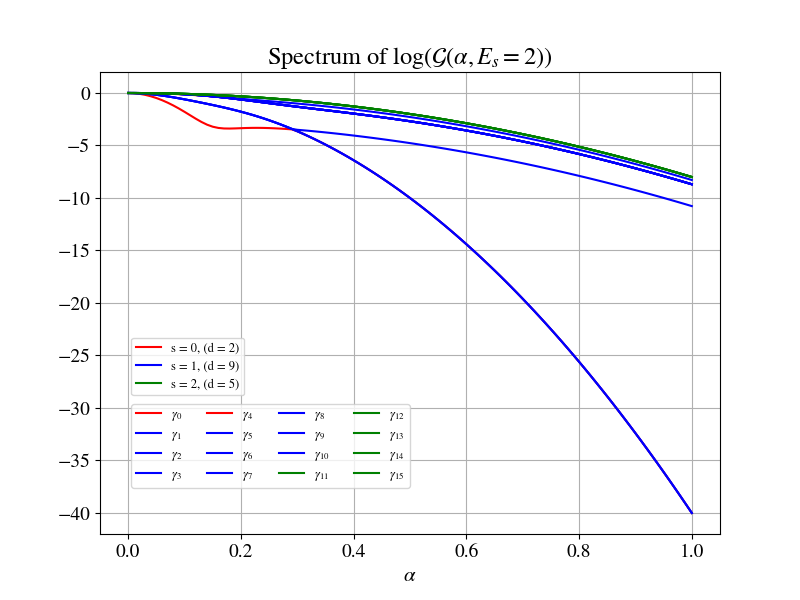 Spectrum of log(𝒢(α, Eₛ = 2))
0
−5
−10
−15
−20
−25
−30
−35
−40
s = 0, (d = 2)
s = 1, (d = 9)
s = 2, (d = 5)
γ₀ γ₄ γ₈ γ₁₂
γ₁ γ₅ γ₉ γ₁₃
γ₂ γ₆ γ₁₀ γ₁₄
γ₃ γ₇ γ₁₁ γ₁₅
0.0 0.2 0.4 0.6 0.8 1.0
α